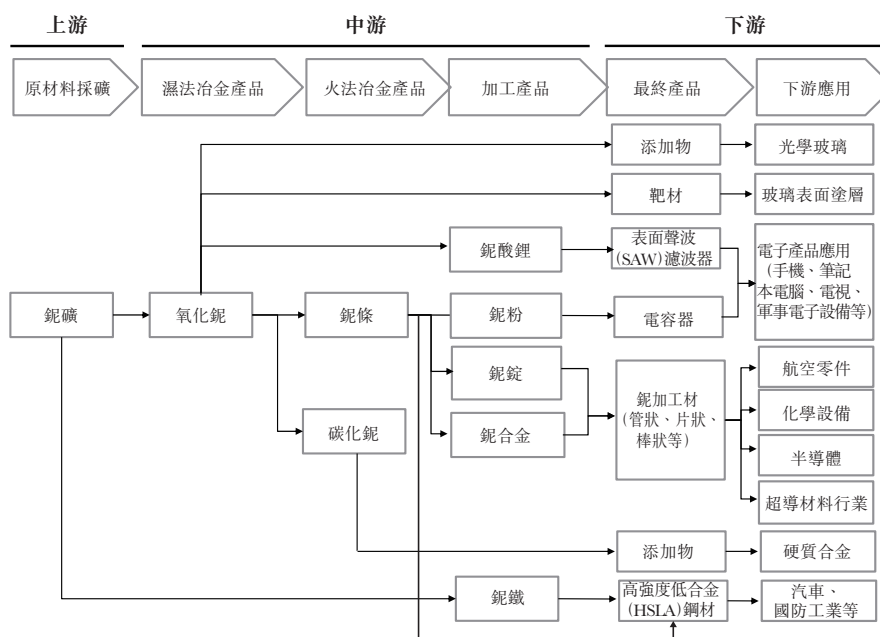 上游
中游
下游
原材料採礦
濕法冶金產品
火法冶金產品
加工產品
最終產品
下游應用
添加物
光學玻璃
靶材
玻璃表面塗層
鈮酸鋰
表面聲波
(SAW)濾波器
電子產品應用
(手機、筆記
本電腦、電視、
軍事電子設備等)
鈮礦
氧化鈮
鈮條
鈮粉
電容器
鈮錠
鈮合金
碳化鈮
鈮加工材
(管狀、片狀、
棒狀等)
航空零件
化學設備
半導體
超導材料行業
添加物
硬質合金
鈮鐵
高強度低合金
(HSLA)鋼材
汽車、
國防工業等